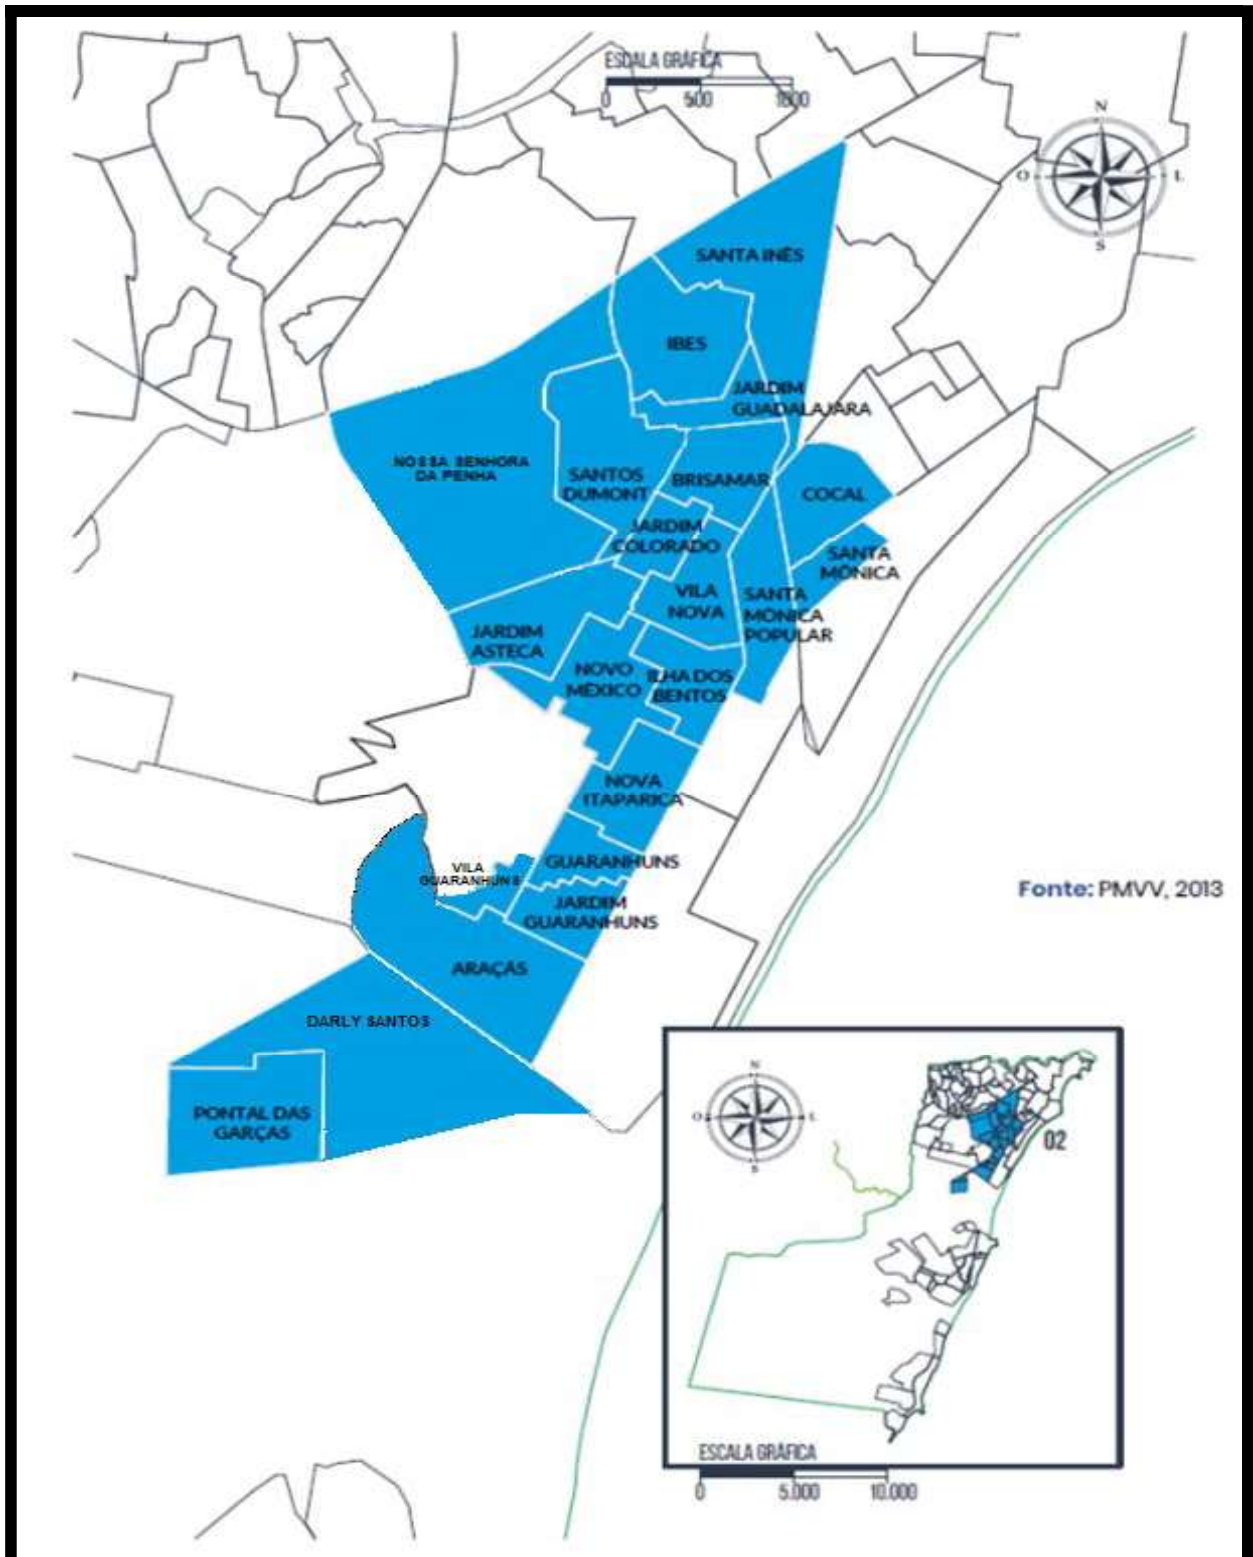 ESCALA GRÁFICA
0 500 1000
N
O L
S
SANTA INÊS
IBES
JARDIM
GUADALAJARA
NOSSA SENHORA
DA PENHA
SANTOS
DUMONT
BRISAMAR
COCAL
JARDIM
COLORADO
SANTA
MÔNICA
VILA
NOVA
SANTA
MÔNICA
POPULAR
JARDIM
ASTECA
NOVO
MÉXICO
ILHA DOS
BENTOS
NOVA
ITAPARICA
VILA
GUARANHUNS
GUARANHUNS
JARDIM
GUARANHUNS
Fonte: PMVV, 2013
ARAÇÁS
DARLY SANTOS
PONTAL DAS
GARÇAS
N
O L
S
02
ESCALA GRÁFICA
0 5.000 10.000